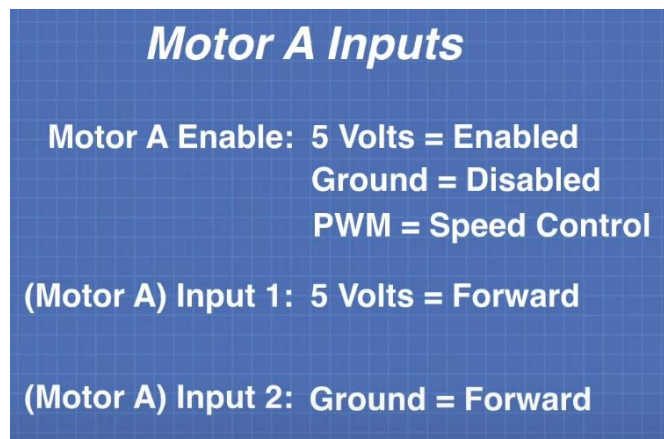 Motor A Inputs
Motor A Enable: 5 Volts = Enabled
Ground = Disabled
PWM = Speed Control
(Motor A) Input 1: 5 Volts = Forward
(Motor A) Input 2: Ground = Forward